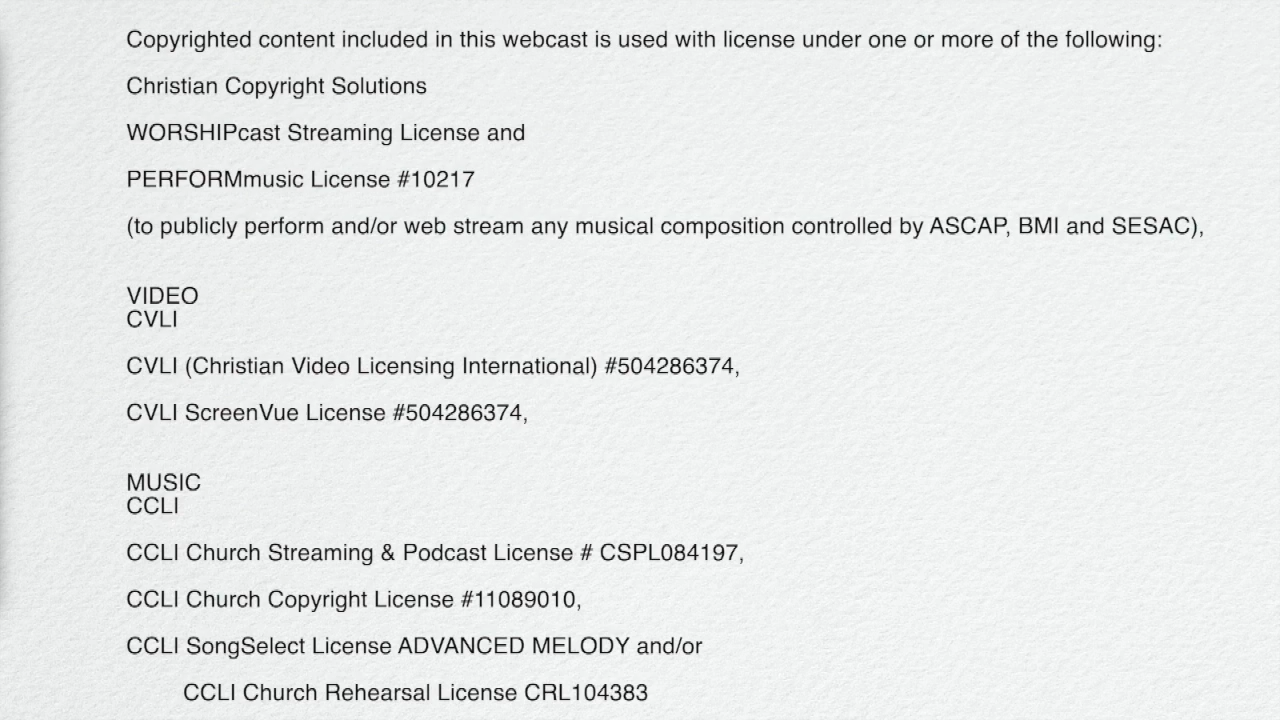 Copyrighted content included in this webcast is used with license under one or more of the following:
Christian Copyright Solutions
WORSHIPcast Streaming License and
PERFORMmusic License #10217
(to publicly perform and/or web stream any musical composition controlled by ASCAP, BMI and SESAC),
VIDEO
CVLI
CVLI (Christian Video Licensing International) #504286374,
CVLI ScreenVue License #504286374,
MUSIC
CCLI
CCLI Church Streaming & Podcast License # CSPL084197,
CCLI Church Copyright License #11089010,
CCLI SongSelect License ADVANCED MELODY and/or
CCLI Church Rehearsal License CRL104383